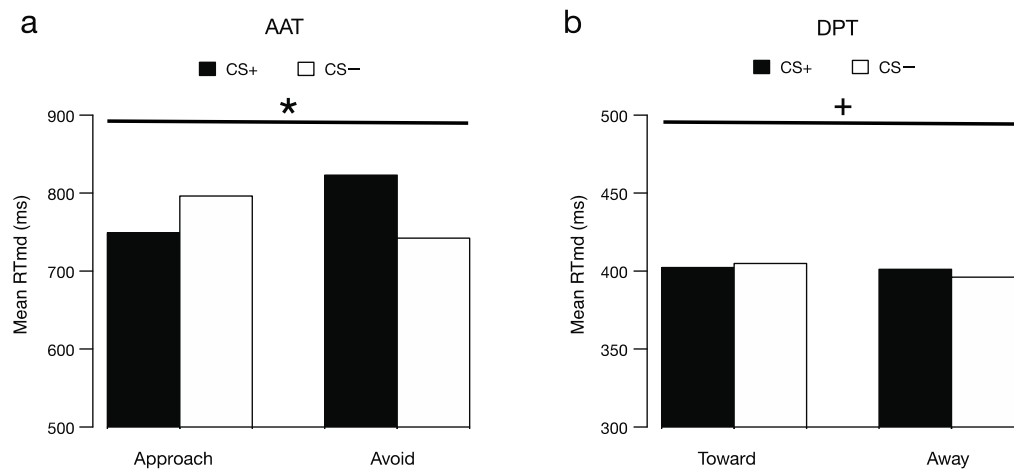 a
AAT
CS+ CS−
*
900
800
700
600
500
Mean RTmd (ms)
Approach Avoid
b
DPT
CS+ CS−
+
500
450
400
350
300
Mean RTmd (ms)
Toward Away